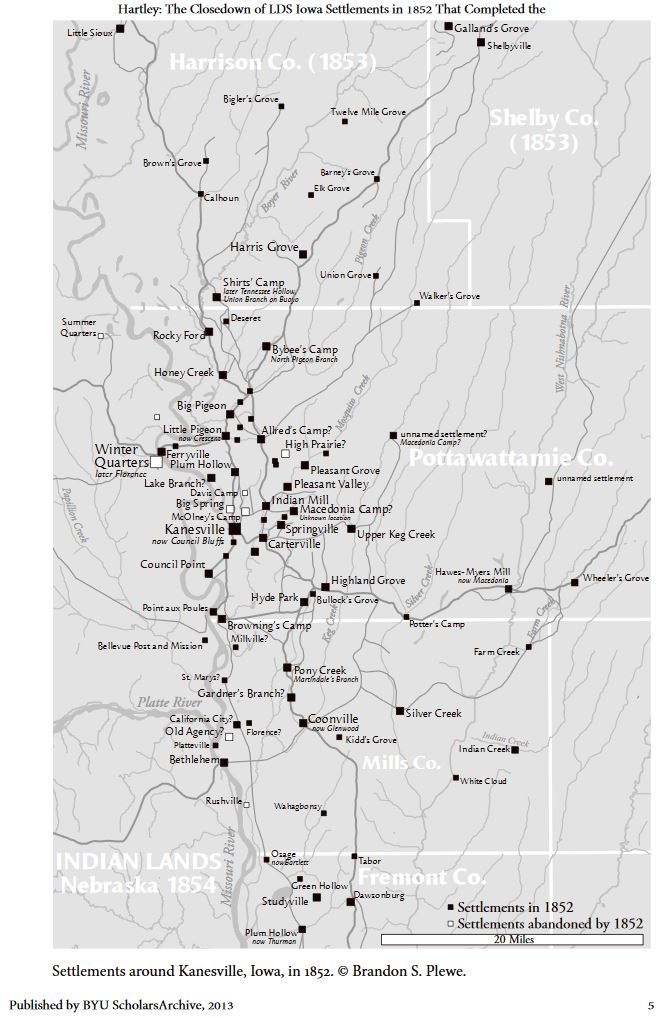 Hartley: The Closedown of LDS Iowa Settlements in 1852 That Completed the
Little Sioux
Galland's Grove
Shelbyville
Harrison Co. (1853)
Missouri River
Bigler's Grove
Twelve Mile Grove
Shelby Co.
(1853)
Brown's Grove
Barney's Grove
Elk Grove
Calhoun
Boyer River
Pigeon Creek
Harris Grove
Union Grove
Shirts' Camp
later Tennessee Hollow,
Union Branch on Buoyo
Walker's Grove
West Nishnabotna River
Deseret
Summer
Quarters
Rocky Ford
Bybee's Camp
North Pigeon Branch
Honey Creek
Mosquito Creek
Big Pigeon
Little Pigeon
now Crescent
Allred's Camp?
unnamed settlement?
Macedonia Camp?
High Prairie?
Winter
Quarters
later Florence
Ferryville
Plum Hollow
Pottawattamie Co.
Pleasant Grove
Lake Branch?
Pleasant Valley
unnamed settlement
Davis Camp
Big Spring
Indian Mill
McOlney's Camp
Macedonia Camp?
Unknown location
Papillion Creek
Kanesville
now Council Bluffs
Springville
Upper Keg Creek
Carterville
Council Point
Highland Grove
Silver Creek
Hawes-Myers Mill
now Macedonia
Wheeler's Grove
Hyde Park
Bullock's Grove
Point aux Poules
Keg Creek
Farm Creek
Browning's Camp
Potter's Camp
Bellevue Post and Mission
Millville?
Farm Creek
Pony Creek
Martindale's Branch
St. Marys?
Gardner's Branch?
Platte River
Silver Creek
California City?
Coonville
now Glenwood
Old Agency?
Florence?
Kidd's Grove
Indian Creek
Platteville
Indian Creek
Bethlehem
Mills Co.
White Cloud
Rushville
Wahagbonsy
Missouri River
INDIAN LANDS
Nebraska 1854
Osage
now Bartlett
Tabor
Fremont Co.
Green Hollow
Studyville
Dawsonburg
Settlements in 1852
Settlements abandoned by 1852
Plum Hollow
now Thurman
20 Miles
Settlements around Kanesville, Iowa, in 1852. © Brandon S. Plewe.
Published by BYU ScholarsArchive, 2013
5